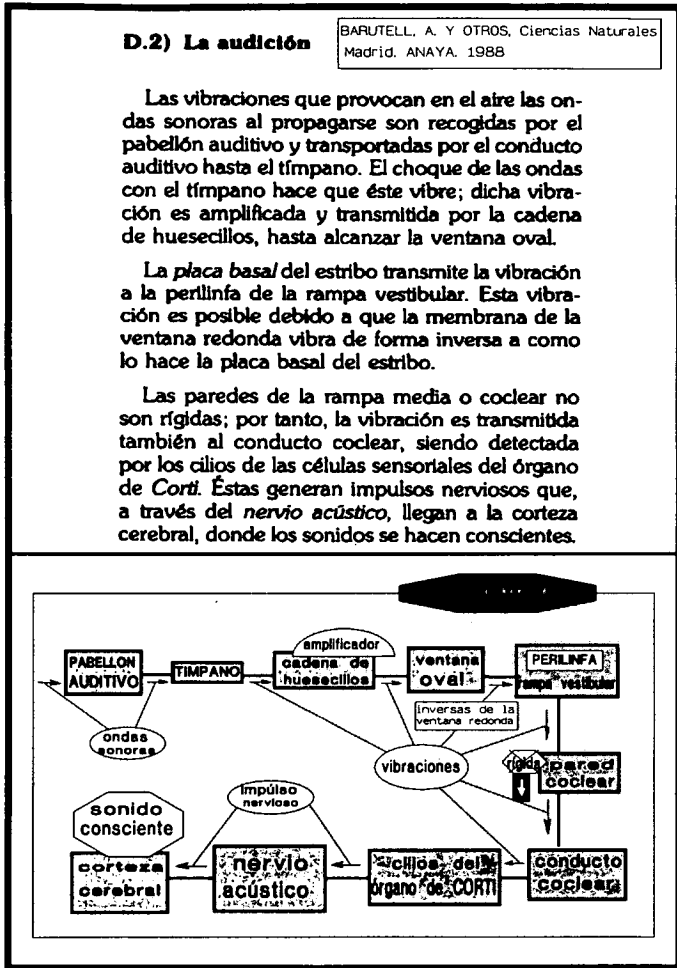 D.2) La audición
BARUTELL, A. Y OTROS, Ciencias Naturales
Madrid. ANAYA. 1988
Las vibraciones que provocan en el aire las on-
das sonoras al propagarse son recogidas por el
pabellón auditivo y transportadas por el conducto
auditivo hasta el tímpano. El choque de las ondas
con el tímpano hace que éste vibre; dicha vibra-
ción es amplificada y transmitida por la cadena
de huesecillos, hasta alcanzar la ventana oval.
La placa basal del estribo transmite la vibración
a la perilinfa de la rampa vestibular. Esta vibra-
ción es posible debido a que la membrana de la
ventana redonda vibra de forma inversa a como
lo hace la placa basal del estribo.
Las paredes de la rampa media o coclear no
son rígidas; por tanto, la vibración es transmitida
también al conducto coclear, siendo detectada
por los cilios de las células sensoriales del órgano
de Corti. Éstas generan impulsos nerviosos que,
a través del nervio acústico, llegan a la corteza
cerebral, donde los sonidos se hacen conscientes.
PABELLON
AUDITIVO
TIMPANO
amplificador
cadena de
huesecillos
ventana
oval
PERILINFA
rampa vestibular
inversas de la
ventana redonda
ondas
sonoras
vibraciones
rígida
pared
coclear
impúlso
nervioso
sonido
consciente
corteza
cerebral
nervio
acústico
cilios del
órgano de CORTI
conducto
coclear